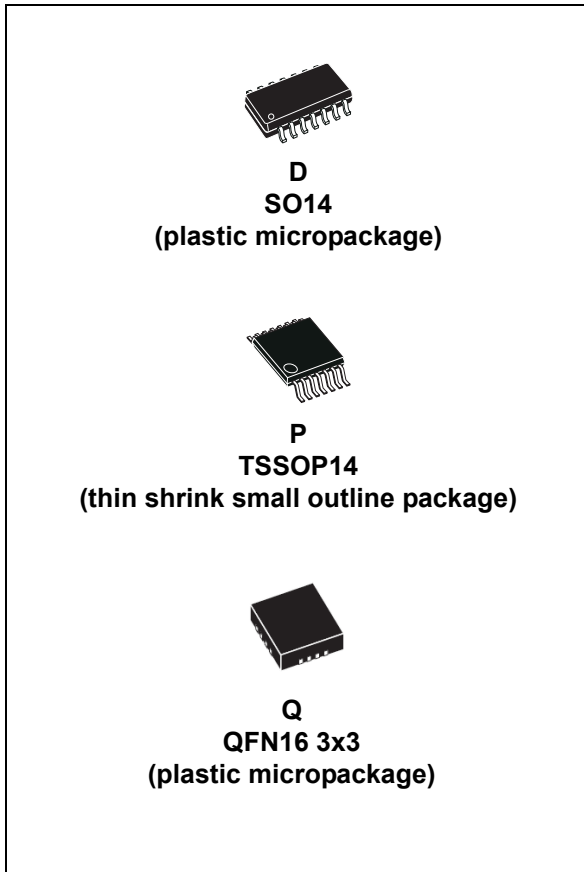 D
SO14
(plastic micropackage)
P
TSSOP14
(thin shrink small outline package)
Q
QFN16 3x3
(plastic micropackage)